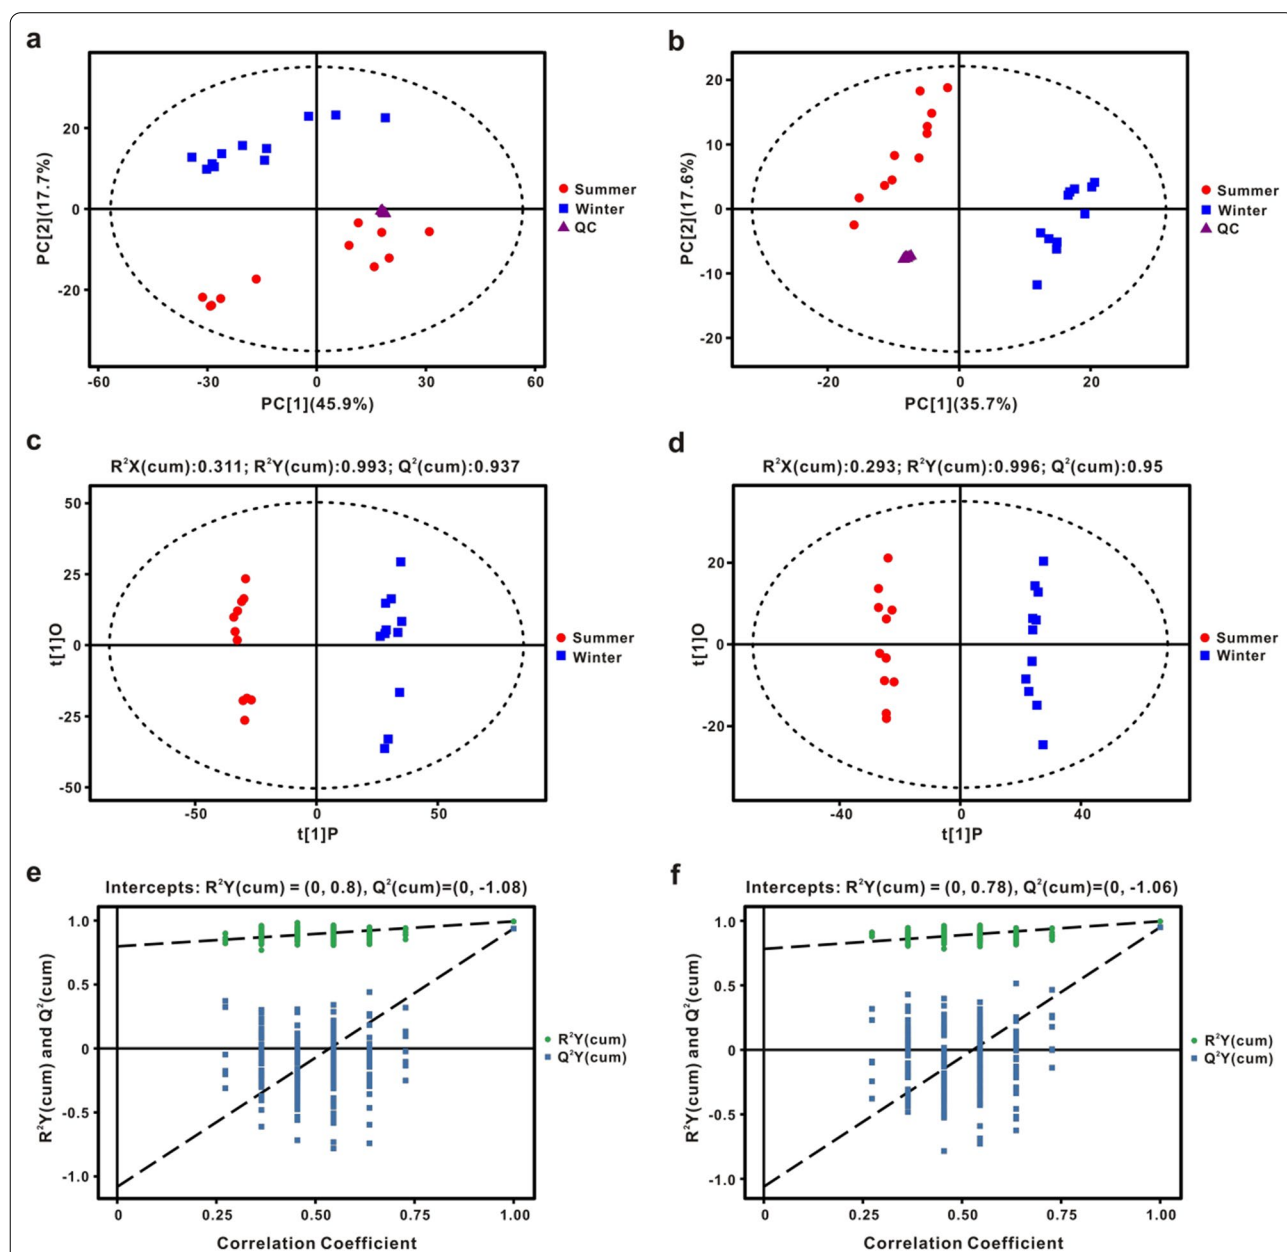 a
20
0
-20
PC[2](17.7%)
-60 -30 0 30 60
PC[1](45.9%)
Summer
Winter
QC
b
20
10
0
-10
-20
PC[2](17.6%)
-20 0 20
PC[1](35.7%)
Summer
Winter
QC
c
R²X(cum):0.311; R²Y(cum):0.993; Q²(cum):0.937
50
25
0
-25
-50
t[1]O
-50 0 50
t[1]P
Summer
Winter
d
R²X(cum):0.293; R²Y(cum):0.996; Q²(cum):0.95
20
0
-20
t[1]O
-40 0 40
t[1]P
Summer
Winter
e
Intercepts: R²Y(cum) = (0, 0.8), Q²(cum)=(0, -1.08)
1.0
0.5
0
-0.5
-1.0
R²Y(cum) and Q²(cum)
0 0.25 0.50 0.75 1.00
Correlation Coefficient
R²Y(cum)
Q²Y(cum)
f
Intercepts: R²Y(cum) = (0, 0.78), Q²(cum)=(0, -1.06)
1.0
0.5
0
-0.5
-1.0
R²Y(cum) and Q²(cum)
0 0.25 0.50 0.75 1.00
Correlation Coefficient
R²Y(cum)
Q²Y(cum)